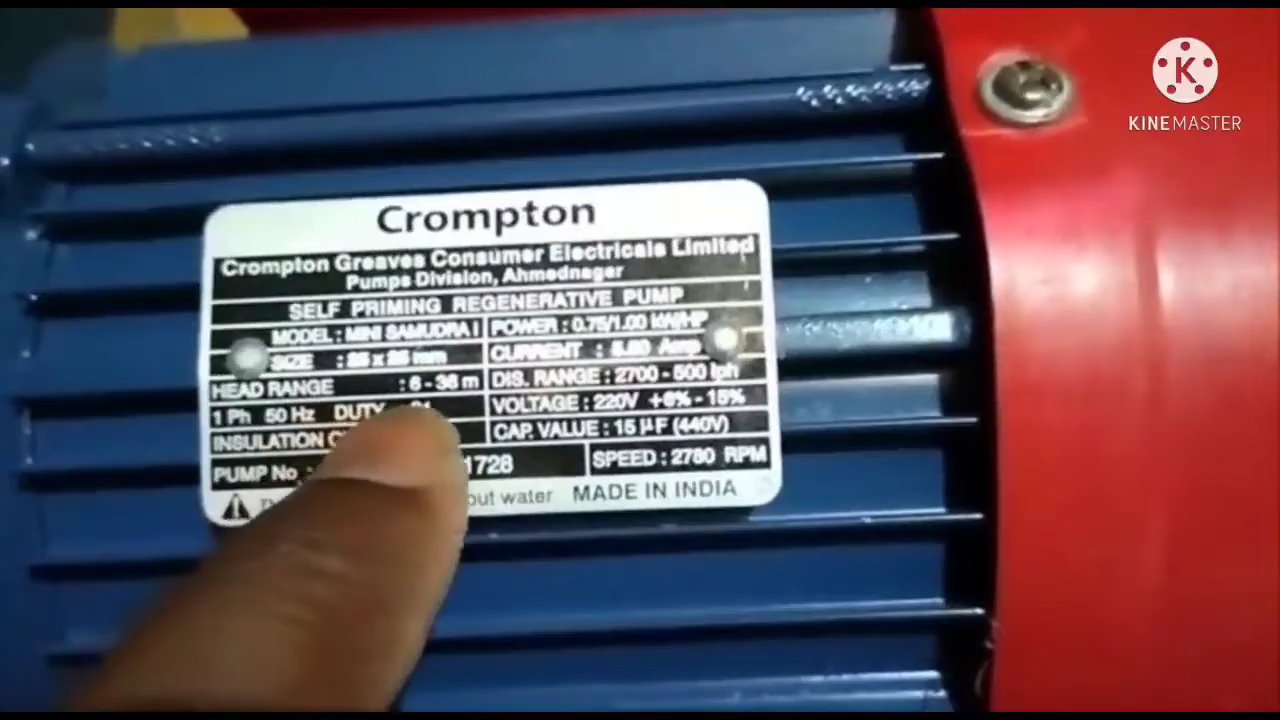 KINEMASTER
Crompton
Crompton Greaves Consumer Electricals Limited
Pumps Division, Ahmednagar
SELF PRIMING REGENERATIVE PUMP
MODEL : MINI SAMUDRA I POWER : 0.75/1.00 kW/HP
SIZE : mm CURRENT : Amp
HEAD RANGE : 6 - 36 m DIS. RANGE : 2700 - 500 lph
1 Ph 50 Hz DUTY VOLTAGE : 220V +6% - 15%
INSULATION CAP. VALUE : 15 µF (440V)
PUMP No. : 1728 SPEED : 2780 RPM
water MADE IN INDIA